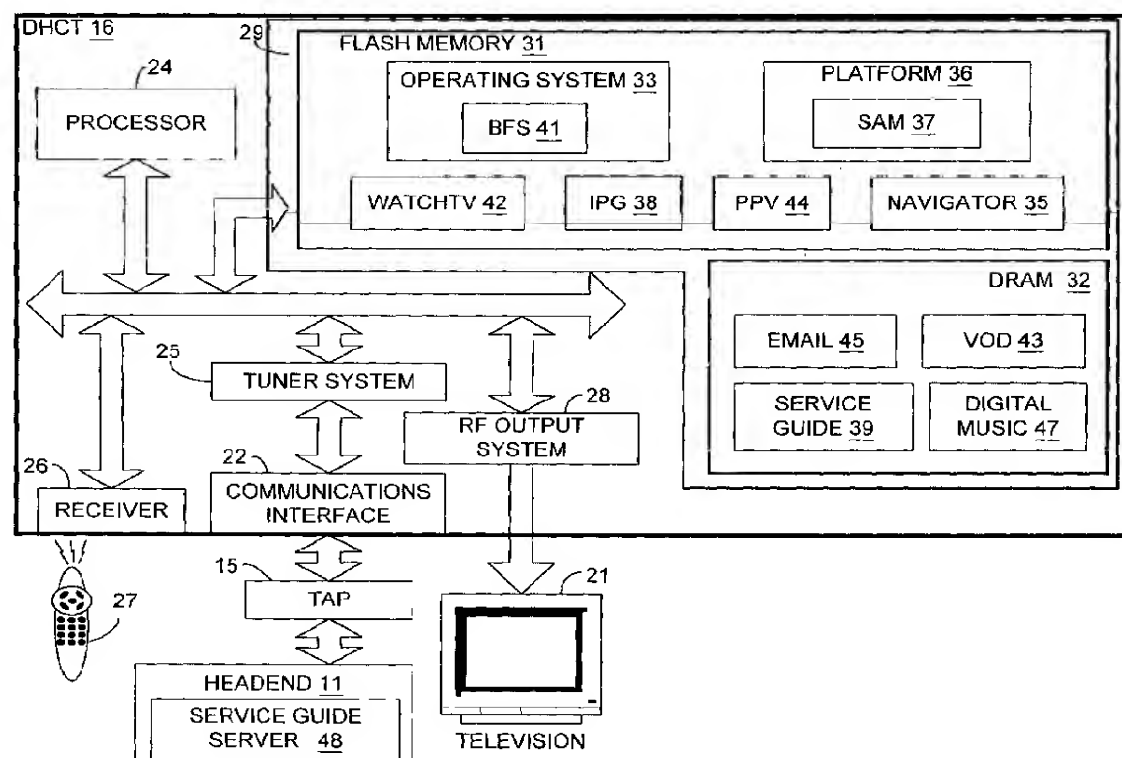 DHCT 16
29
FLASH MEMORY 31
24
PROCESSOR
OPERATING SYSTEM 33
BFS 41
PLATFORM 36
SAM 37
WATCHTV 42
IPG 38
PPV 44
NAVIGATOR 35
DRAM 32
EMAIL 45
VOD 43
SERVICE
GUIDE 39
DIGITAL
MUSIC 47
25
TUNER SYSTEM
28
RF OUTPUT
SYSTEM
22
COMMUNICATIONS
INTERFACE
26
RECEIVER
15
TAP
21
27
HEADEND 11
SERVICE GUIDE
SERVER 48
TELEVISION